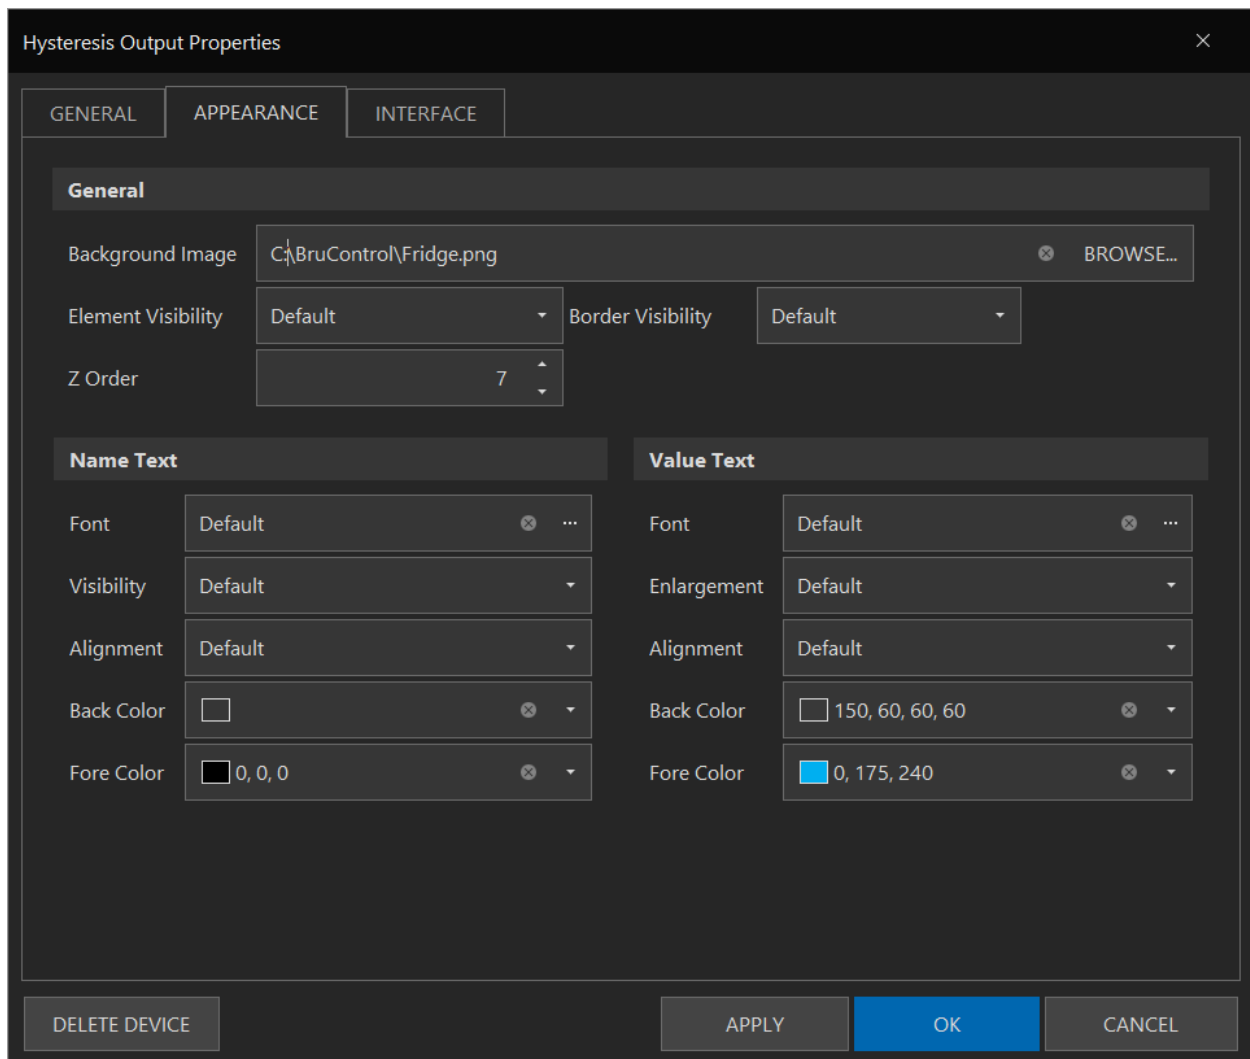 Hysteresis Output Properties
GENERAL APPEARANCE INTERFACE
General
Background Image C:\BruControl\Fridge.png BROWSE...
Element Visibility Default Border Visibility Default
Z Order 7
Name Text Value Text
Font Default ... Font Default ...
Visibility Default Enlargement Default
Alignment Default Alignment Default
Back Color Back Color 150, 60, 60, 60
Fore Color 0, 0, 0 Fore Color 0, 175, 240
DELETE DEVICE APPLY OK CANCEL